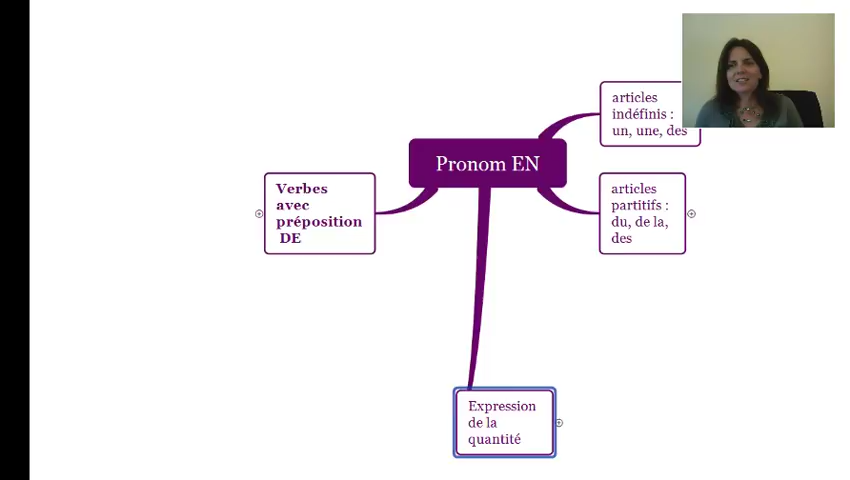 Pronom EN
articles
indéfinis :
un, une, des
articles
partitifs :
du, de la,
des
Verbes
avec
préposition
DE
Expression
de la
quantité